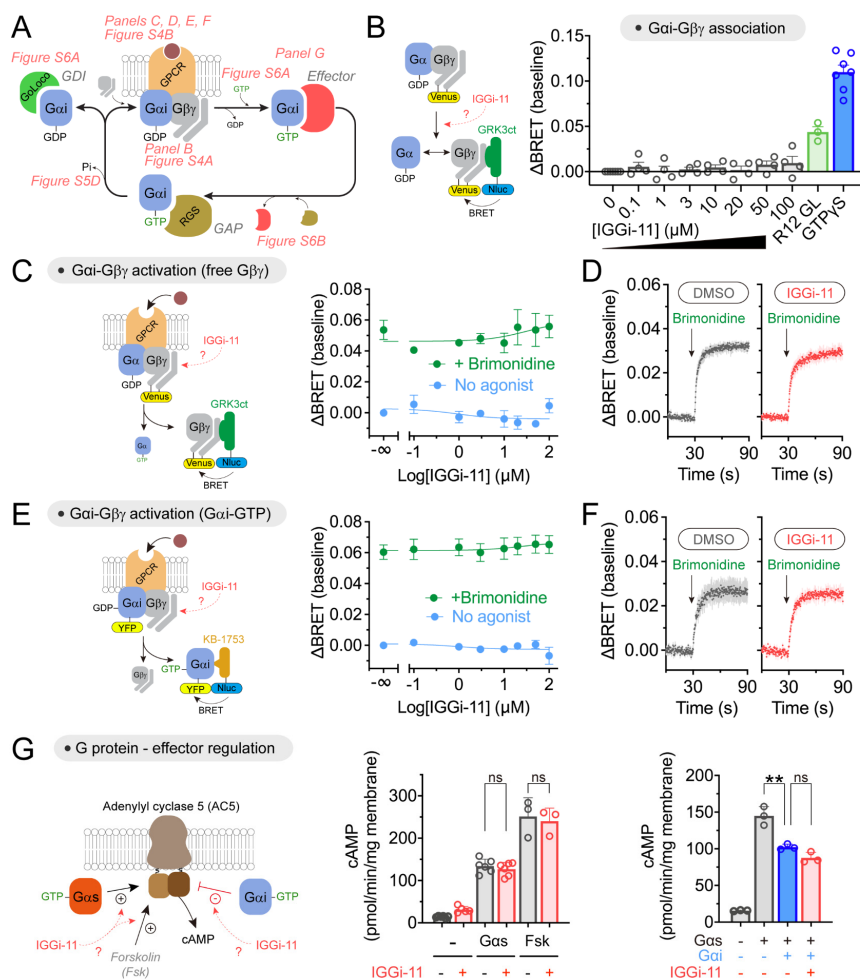 A
Panels C, D, E, F
Figure S4B
Figure S6A
GoLoco
GDI
Gαi
GDP
GPCR
Gαi
Gβγ
GDP
Panel B
Figure S4A
Figure S6A
GTP
GDP
Panel G
Effector
Gαi
GTP
Pi
Figure S5D
Gαi
GTP
RGS
GAP
Figure S6B
B
Gαi-Gβγ association
Gα
Gβγ
GDP
Venus
IGGi-11
?
GRK3ct
Gα
Gβγ
GDP
Venus
Nluc
BRET
ΔBRET (baseline)
0.15
0.10
0.05
0.00
0
0.1
1
3
10
20
50
100
R12 GL
GTPγS
[IGGi-11] (µM)
C
Gαi-Gβγ activation (free Gβγ)
GPCR
IGGi-11
?
Gα
Gβγ
GDP
Venus
GRK3ct
Gα
GTP
Gβγ
Venus
Nluc
BRET
ΔBRET (baseline)
0.08
0.06
0.04
0.02
0.00
+ Brimonidine
No agonist
-∞
-1
0
1
2
Log[IGGi-11] (µM)
D
ΔBRET (baseline)
0.06
0.04
0.02
0.00
DMSO
IGGi-11
Brimonidine
Brimonidine
0
30
90
0
30
90
Time (s)
Time (s)
E
Gαi-Gβγ activation (Gαi-GTP)
GPCR
IGGi-11
?
GDP
Gαi
Gβγ
YFP
KB-1753
Gβγ
GTP
Gαi
YFP
Nluc
BRET
ΔBRET (baseline)
0.08
0.06
0.04
0.02
0.00
+Brimonidine
No agonist
-∞
-1
0
1
2
Log[IGGi-11] (µM)
F
ΔBRET (baseline)
0.06
0.04
0.02
0.00
DMSO
IGGi-11
Brimonidine
Brimonidine
0
30
90
0
30
90
Time (s)
Time (s)
G
G protein - effector regulation
Adenylyl cyclase 5 (AC5)
S
S
GTP
Gαs
+
-
Gαi
GTP
+
IGGi-11
?
cAMP
IGGi-11
?
Forskolin
(Fsk)
cAMP
(pmol/min/mg membrane)
300
200
100
0
ns
ns
-
Gαs
Fsk
IGGi-11
- + - + - +
cAMP
(pmol/min/mg membrane)
250
200
150
100
50
0
**
ns
Gαs - + + +
Gαi - - + +
IGGi-11 - - - +